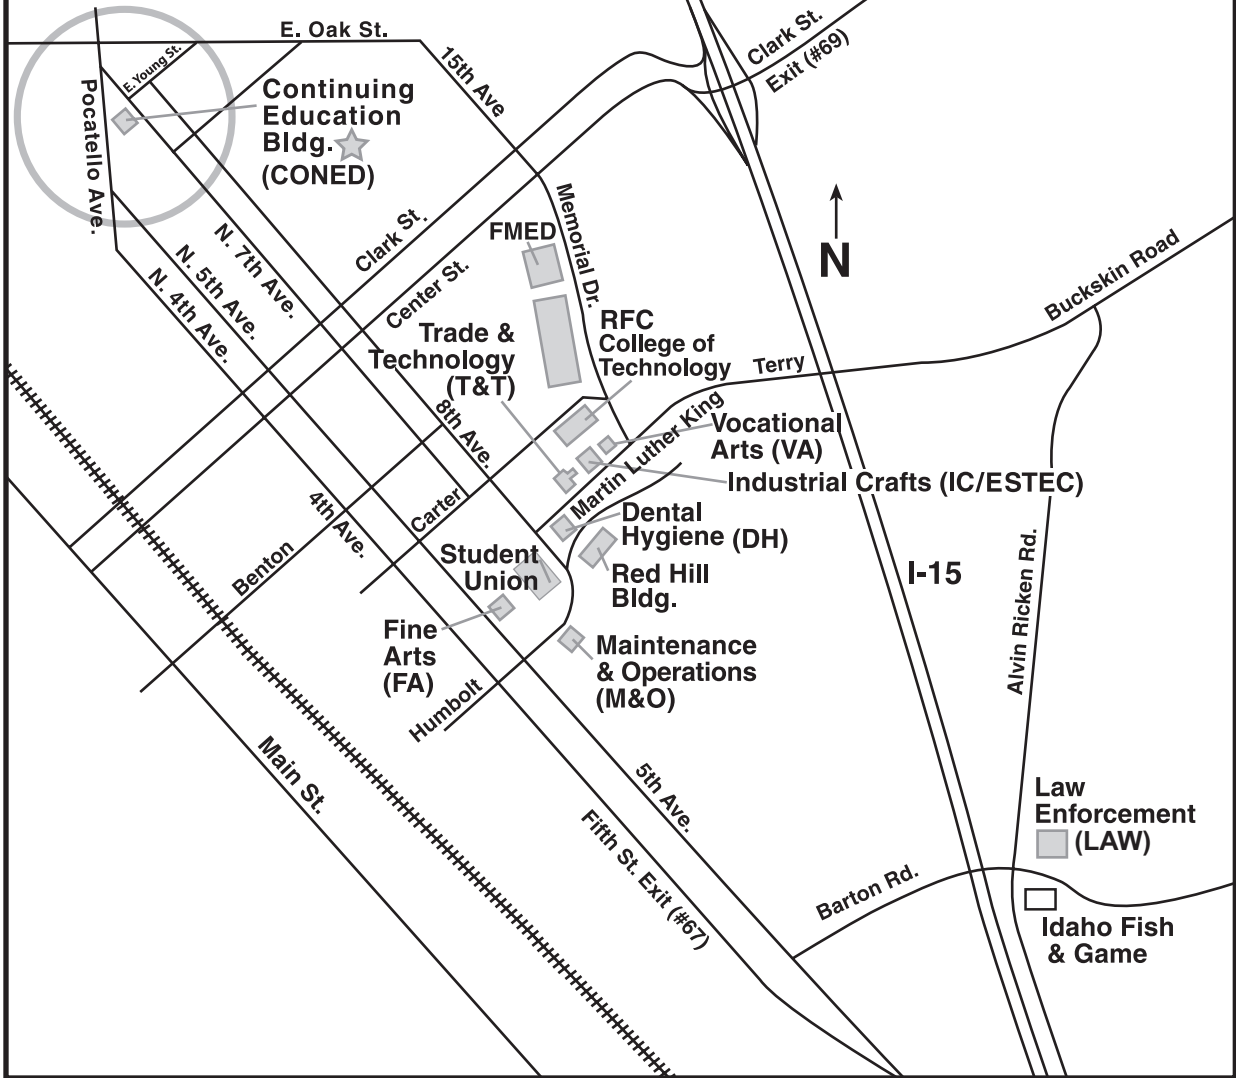 E. Oak St.
15th Ave
Clark St.
Exit (#69)
E. Young St.
Pocatello Ave.
Continuing
Education
Bldg.
(CONED)
N. 7th Ave.
N. 5th Ave.
N. 4th Ave.
Clark St.
Center St.
FMED
Memorial Dr.
N
Buckskin Road
Trade &
Technology
(T&T)
RFC
College of
Technology
Terry
8th Ave.
Martin Luther King
Vocational
Arts (VA)
Industrial Crafts (IC/ESTEC)
4th Ave.
Carter
Benton
Dental
Hygiene (DH)
Student
Union
Red Hill
Bldg.
I-15
Alvin Ricken Rd.
Fine
Arts
(FA)
Maintenance
& Operations
(M&O)
Humbolt
Main St.
5th Ave.
Fifth St. Exit (#67)
Law
Enforcement
(LAW)
Barton Rd.
Idaho Fish
& Game